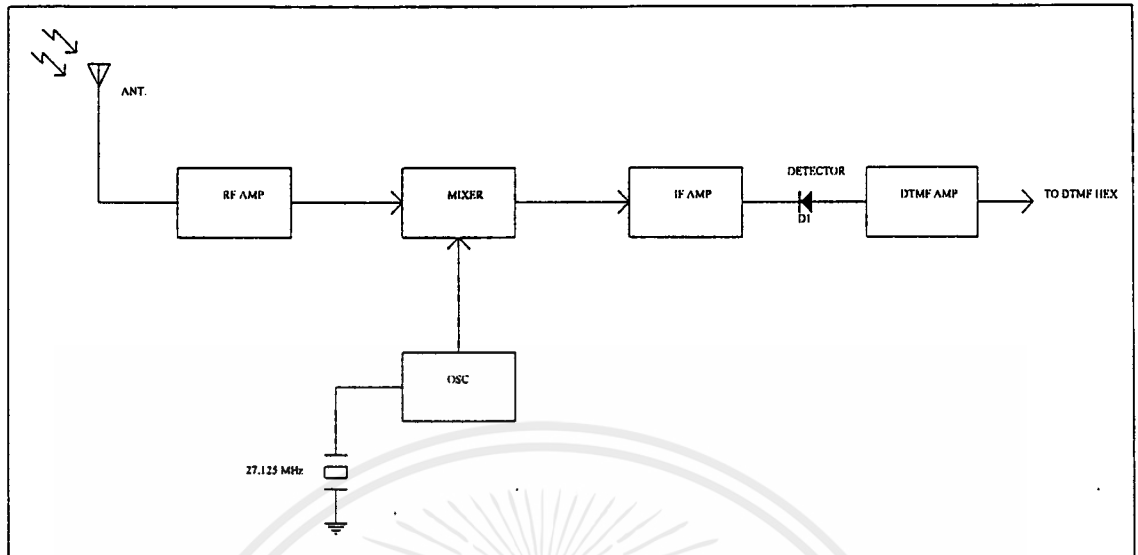 ANT.
RF AMP
MIXER
IF AMP
DETECTOR
D1
DTMF AMP
TO DTMF HEX
OSC
27.125 MHz